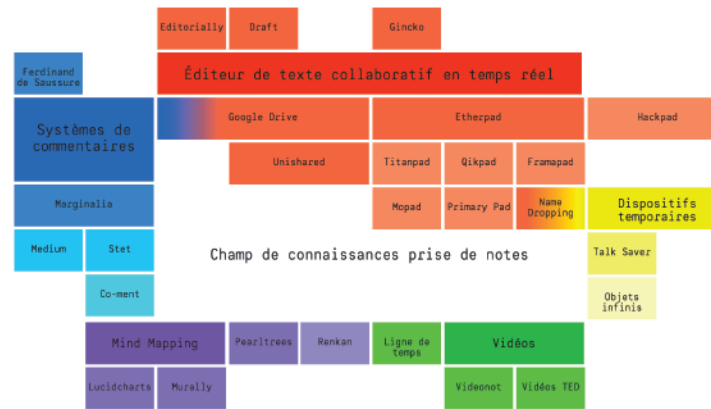 Editorially
Draft
Gincko
Ferdinand
de Saussure
Éditeur de texte collaboratif en temps réel
Systèmes de
commentaires
Google Drive
Etherpad
Hackpad
Unishared
Titanpad
Qikpad
Framapad
Marginalia
Mopad
Primary Pad
Name
Dropping
Dispositifs
temporaires
Medium
Stet
Champ de connaissances prise de notes
Talk Saver
Co-ment
Objets
infinis
Mind Mapping
Pearltrees
Renkan
Ligne de
temps
Vidéos
Lucidcharts
Murally
Videonot
Vidéos TED